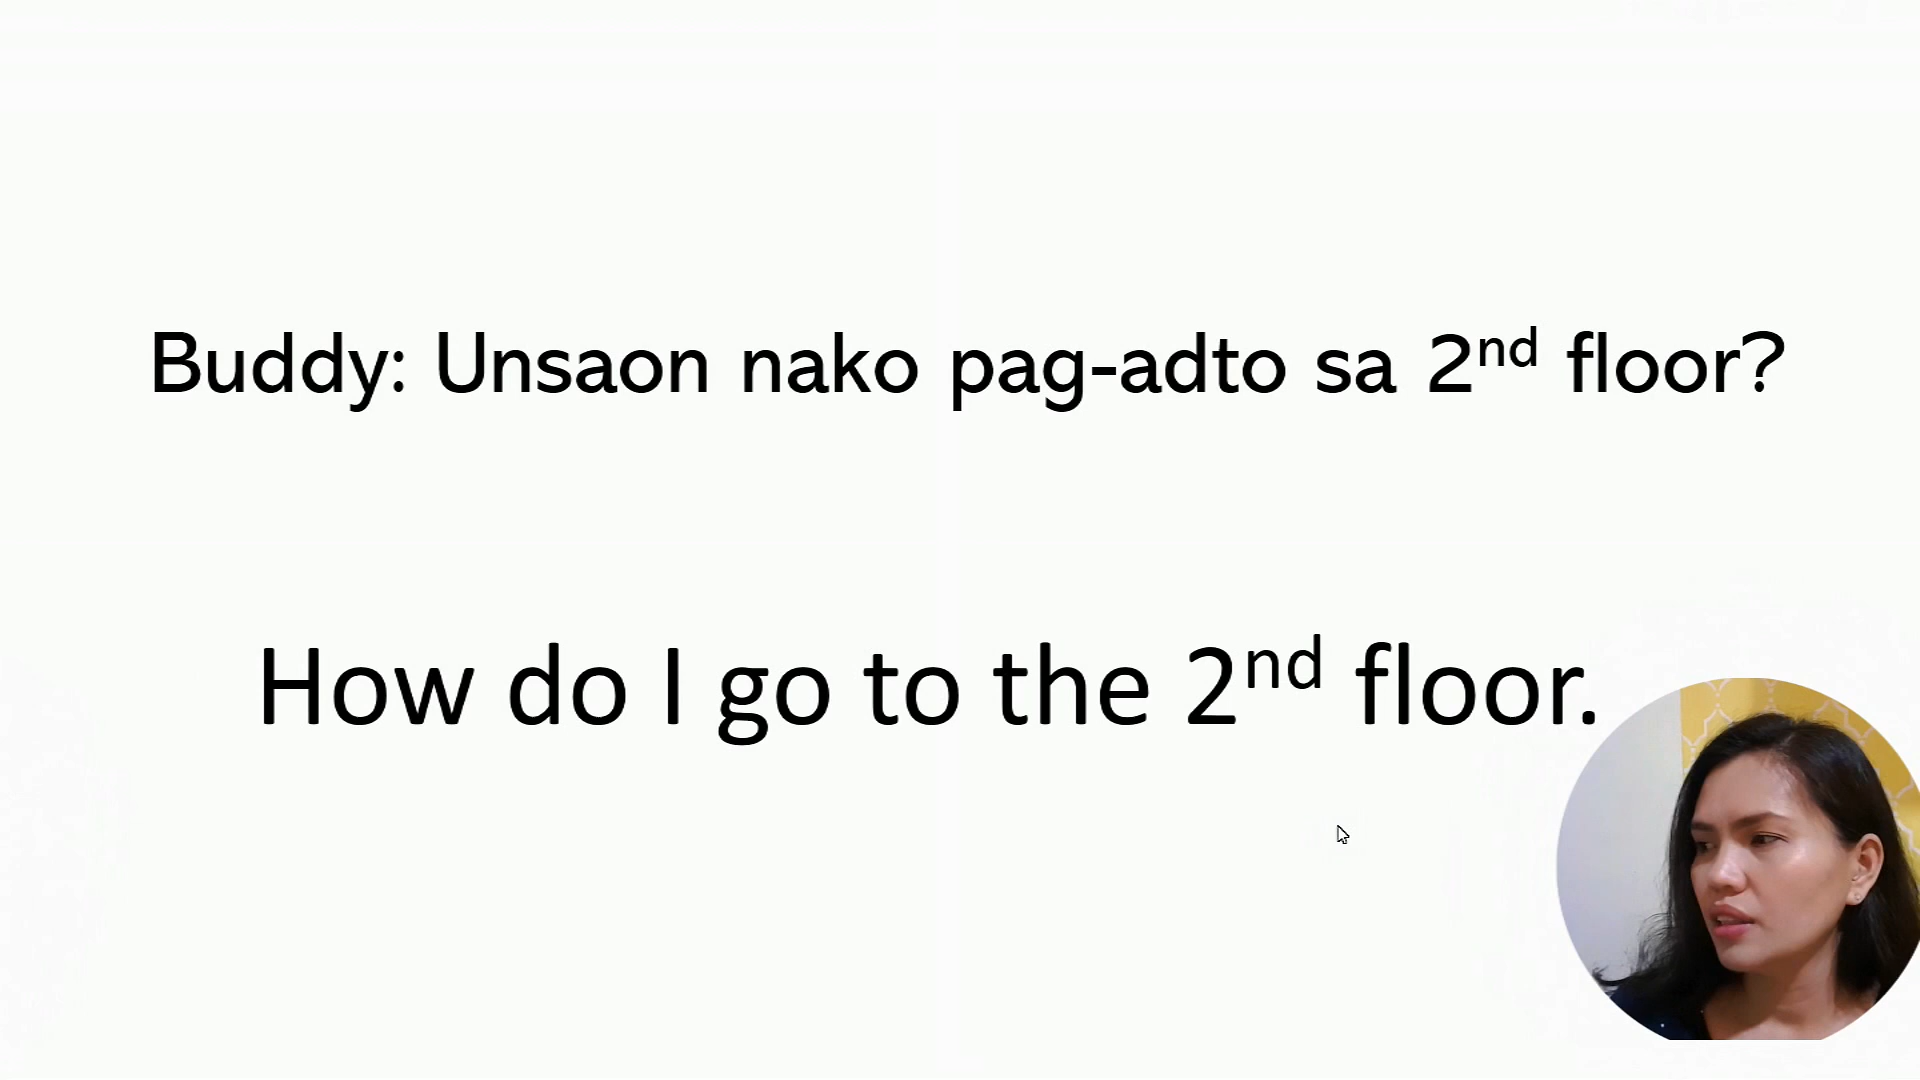 Buddy: Unsaon nako pag-adto sa 2nd floor?
How do I go to the 2nd floor.